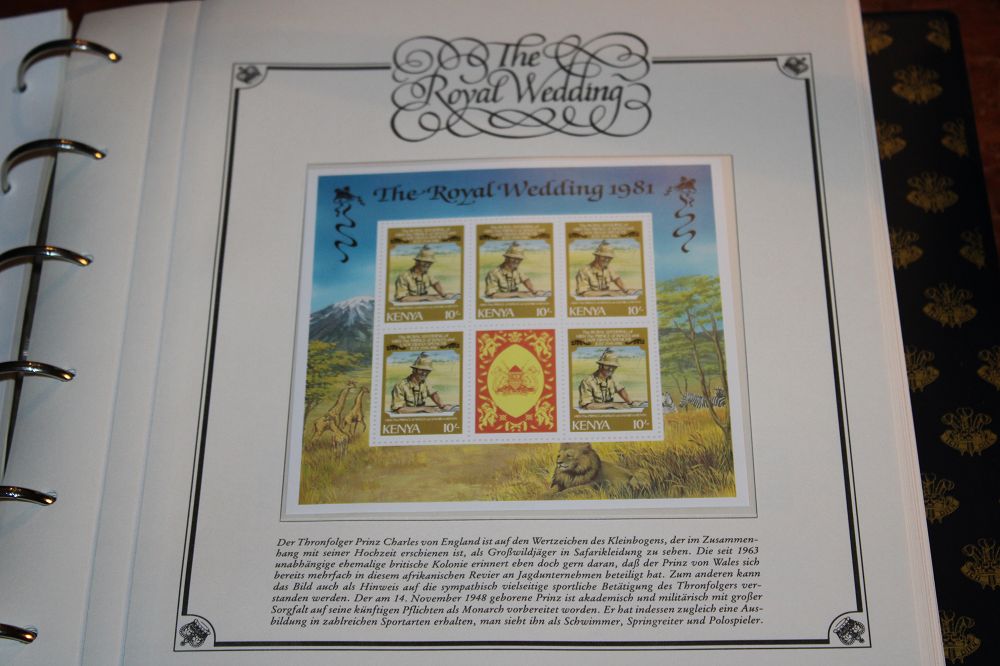 The
Royal Wedding
The Royal Wedding 1981
KENYA 10/-
KENYA 10/-
KENYA 10/-
KENYA 10/-
KENYA 10/-
Der Thronfolger Prinz Charles von England ist auf den Wertzeichen des Kleinbogens, der im Zusammen-
hang mit seiner Hochzeit erschienen ist, als Großwildjäger in Safarikleidung zu sehen. Die seit 1963
unabhängige ehemalige britische Kolonie erinnert eben doch gern daran, daß der Prinz von Wales sich
bereits mehrfach in diesem afrikanischen Revier an Jagdunternehmen beteiligt hat. Zum anderen kann
das Bild auch als Hinweis auf die sympathisch vielseitige sportliche Betätigung des Thronfolgers ver-
standen werden. Der am 14. November 1948 geborene Prinz ist akademisch und militärisch mit großer
Sorgfalt auf seine künftigen Pflichten als Monarch vorbereitet worden. Er hat indessen zugleich eine Aus-
bildung in zahlreichen Sportarten erhalten, man sieht ihn als Schwimmer, Springreiter und Polospieler.